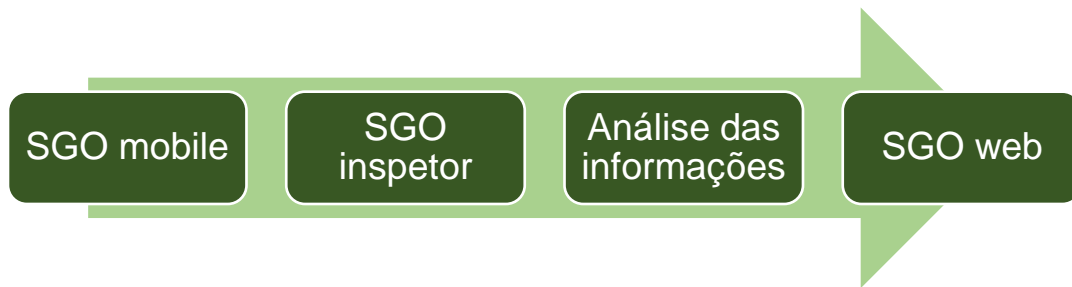 SGO mobile
SGO
inspetor
Análise das
informações
SGO web